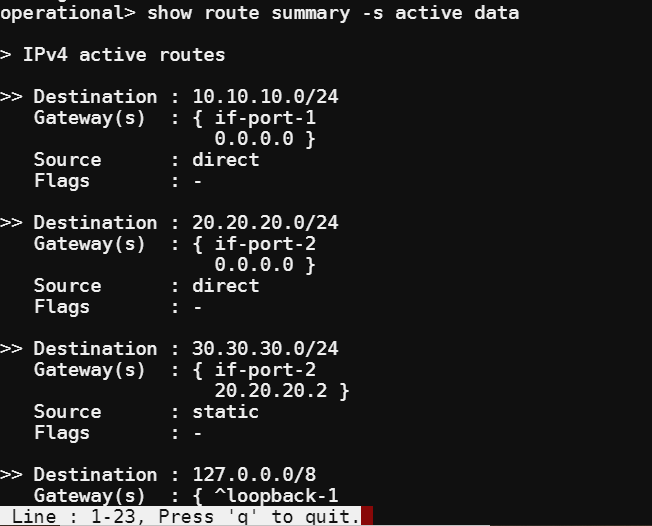 operational> show route summary -s active data
> IPv4 active routes
>> Destination : 10.10.10.0/24
Gateway(s) : { if-port-1
0.0.0.0 }
Source : direct
Flags : -
>> Destination : 20.20.20.0/24
Gateway(s) : { if-port-2
0.0.0.0 }
Source : direct
Flags : -
>> Destination : 30.30.30.0/24
Gateway(s) : { if-port-2
20.20.20.2 }
Source : static
Flags : -
>> Destination : 127.0.0.0/8
Gateway(s) : { ^loopback-1
Line : 1-23, Press 'q' to quit.